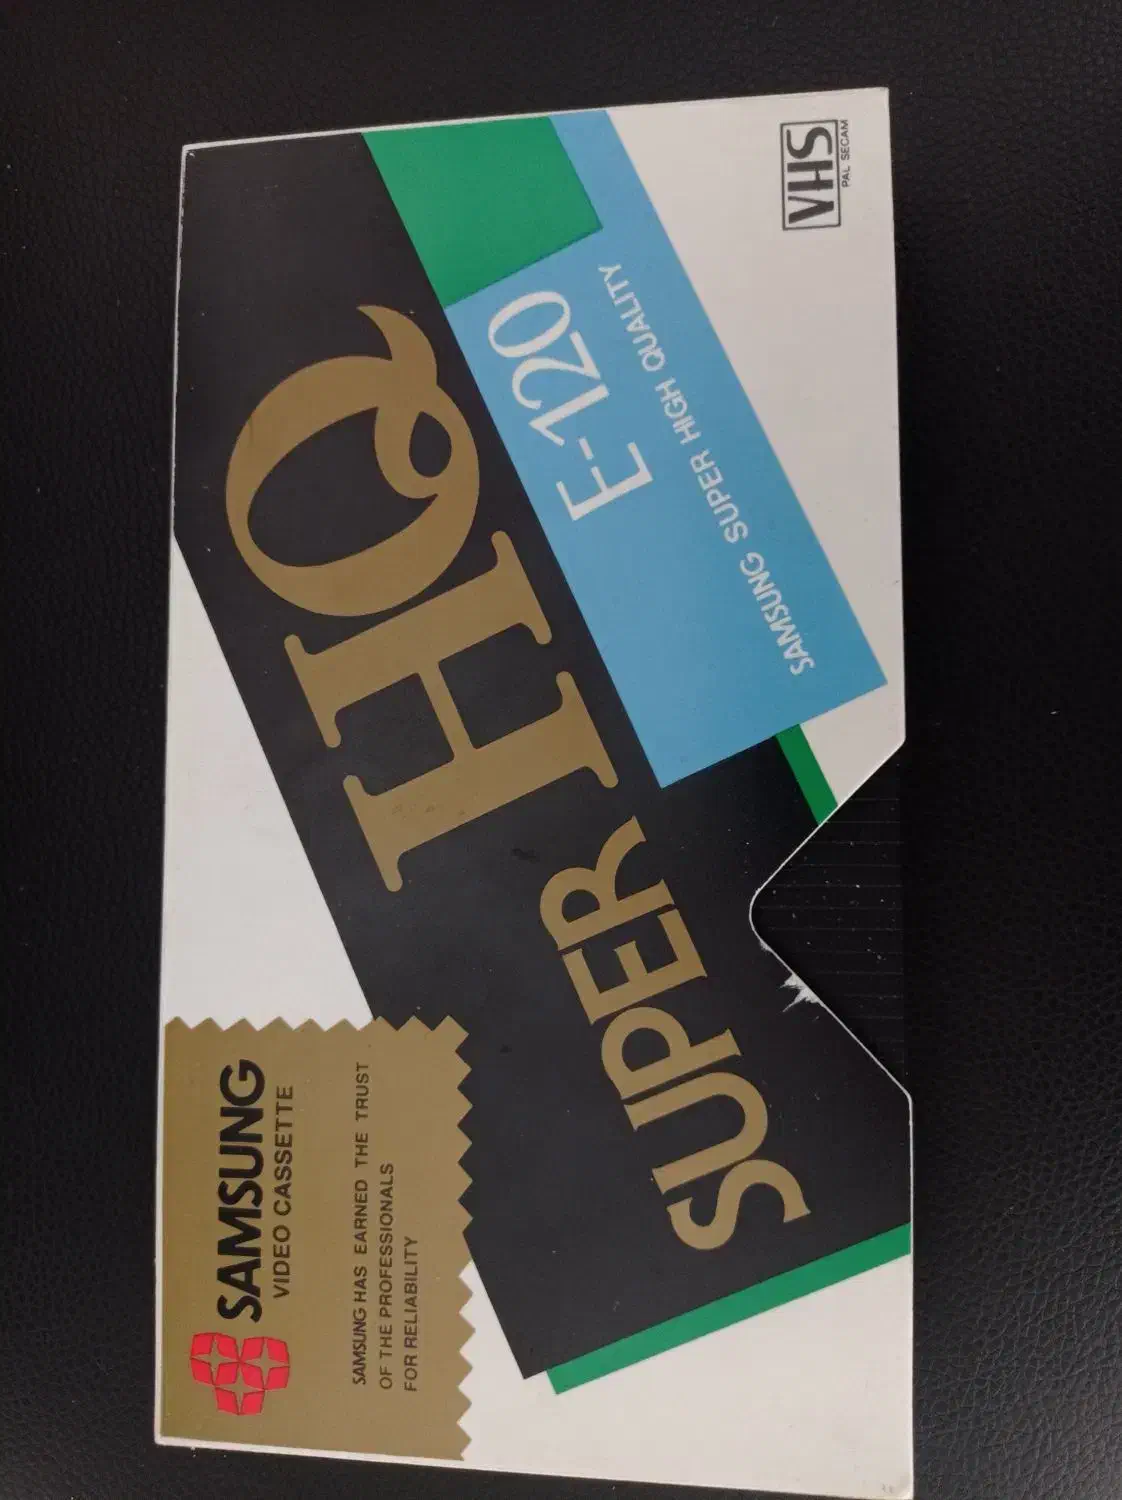 SAMSUNG
VIDEO CASSETTE
SAMSUNG HAS EARNED THE TRUST
OF THE PROFESSIONALS
FOR RELIABILITY
SUPER HQ
E-120
SAMSUNG SUPER HIGH QUALITY
VHS
PAL SECAM